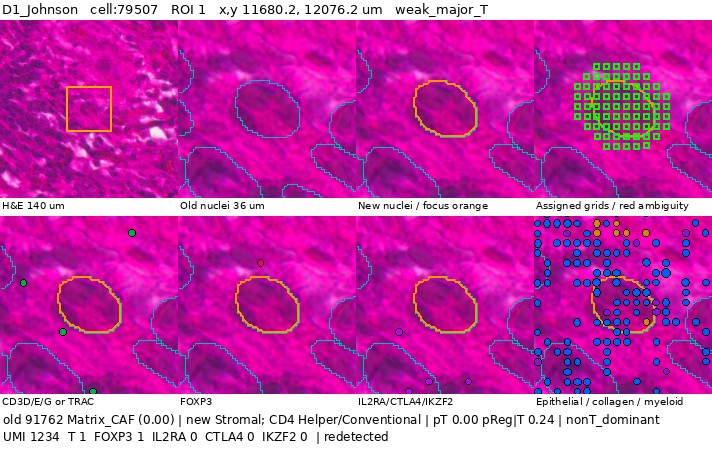 D1_Johnson   cell:79507   ROI 1   x,y 11680.2, 12076.2 um   weak_major_T
H&E 140 um
Old nuclei 36 um
New nuclei / focus orange
Assigned grids / red ambiguity
CD3D/E/G or TRAC
FOXP3
IL2RA/CTLA4/IKZF2
Epithelial / collagen / myeloid
old 91762 Matrix_CAF (0.00) | new Stromal; CD4 Helper/Conventional | pT 0.00 pReg|T 0.24 | nonT_dominant
UMI 1234   T 1  FOXP3 1  IL2RA 0  CTLA4 0  IKZF2 0  | redetected